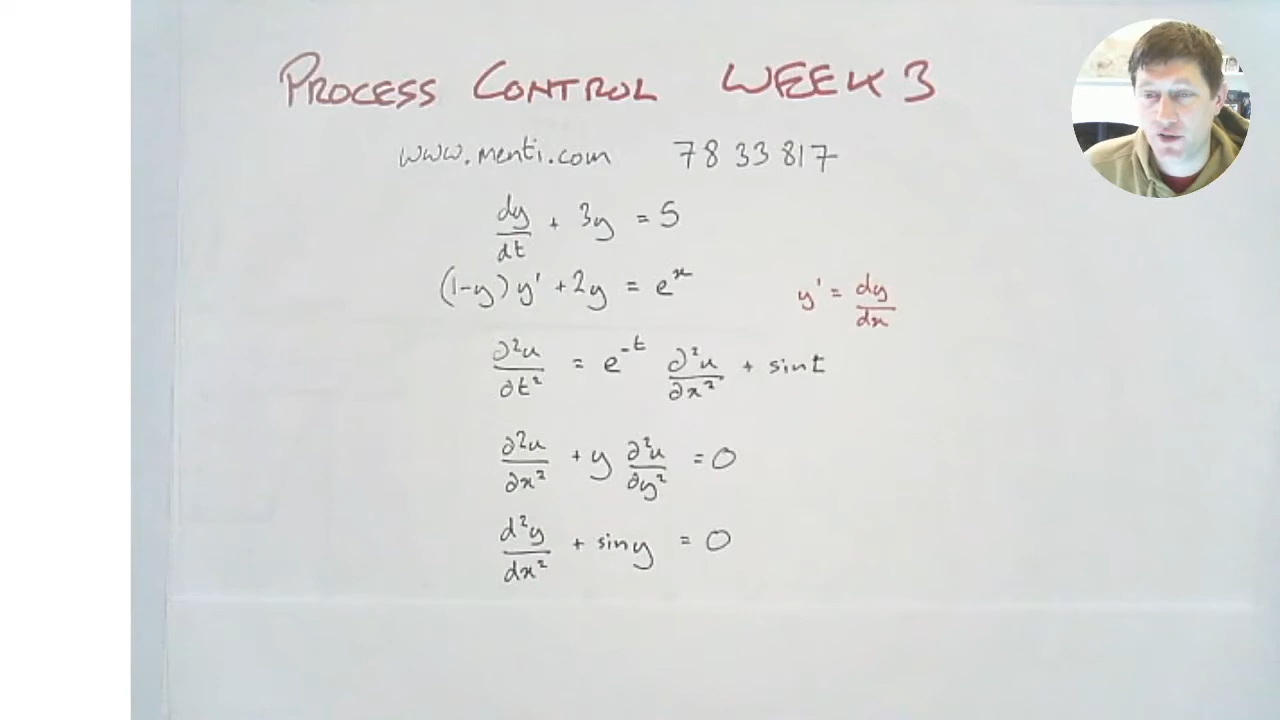 PROCESS CONTROL WEEK 3
www.menti.com 78 33 817
dy/dt + 3y = 5
(1-y) y' + 2y = eˣ y' = dy/dx
∂²u/∂t² = e⁻ᵗ ∂²u/∂x² + sin t
∂²u/∂x² + y ∂²u/∂y² = 0
d²y/dx² + sin y = 0